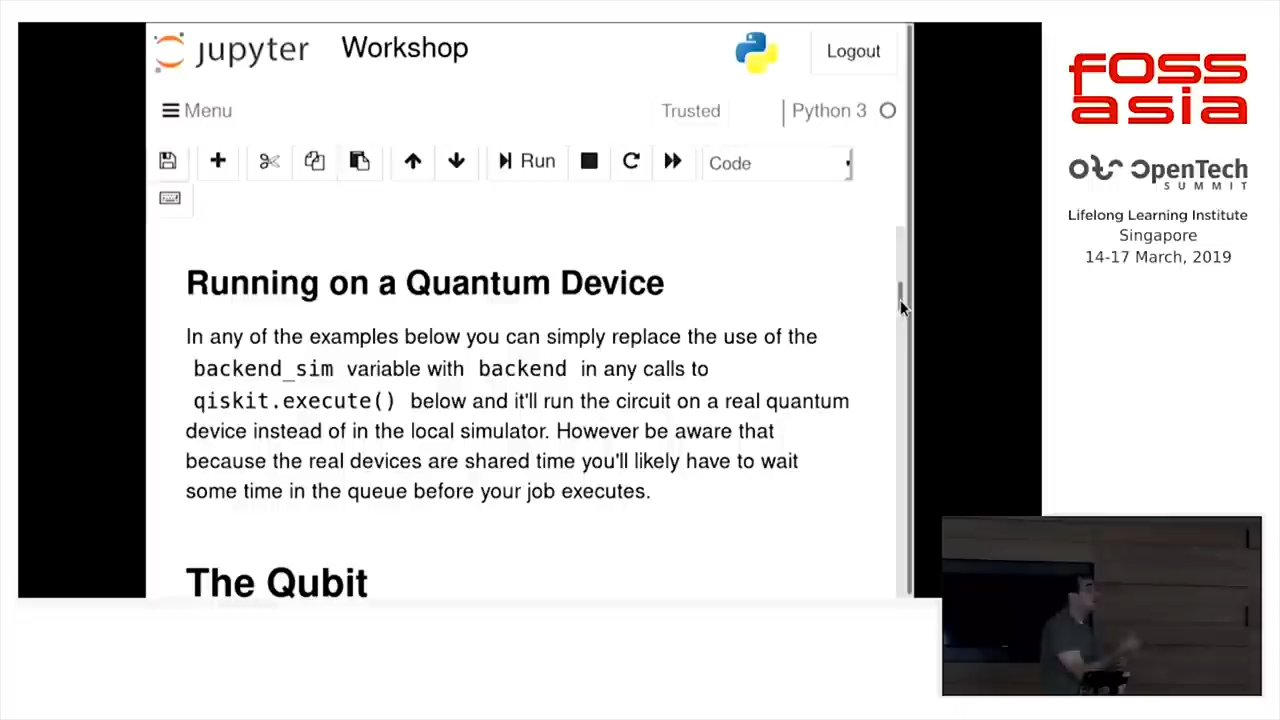 jupyter Workshop
Logout
Menu
Trusted
Python 3
Run
Code
Running on a Quantum Device
In any of the examples below you can simply replace the use of the
backend_sim variable with backend in any calls to
qiskit.execute() below and it'll run the circuit on a real quantum
device instead of in the local simulator. However be aware that
because the real devices are shared time you'll likely have to wait
some time in the queue before your job executes.
The Qubit
FOSS
asia
OpenTech
SUMMIT
Lifelong Learning Institute
Singapore
14-17 March, 2019